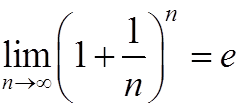 lim_{n→∞} (1 + 1/n)^n = e